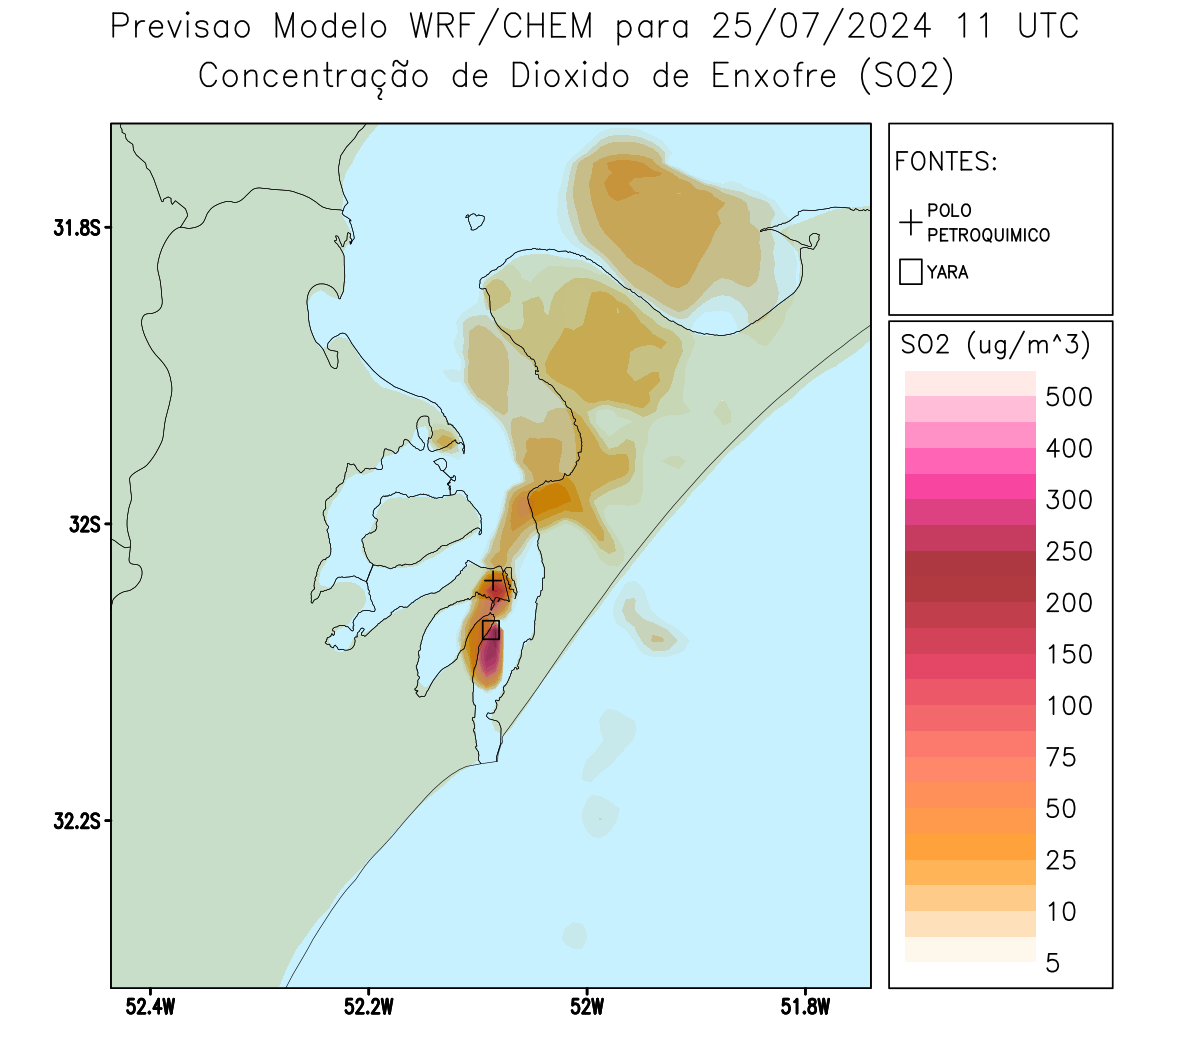 Previsao Modelo WRF/CHEM para 25/07/2024 11 UTC
Concentração de Dioxido de Enxofre (SO2)
FONTES:
POLO
PETROQUIMICO
YARA
SO2 (ug/m^3)
500
400
300
250
200
150
100
75
50
25
10
5
31.8S
32S
32.2S
52.4W
52.2W
52W
51.8W